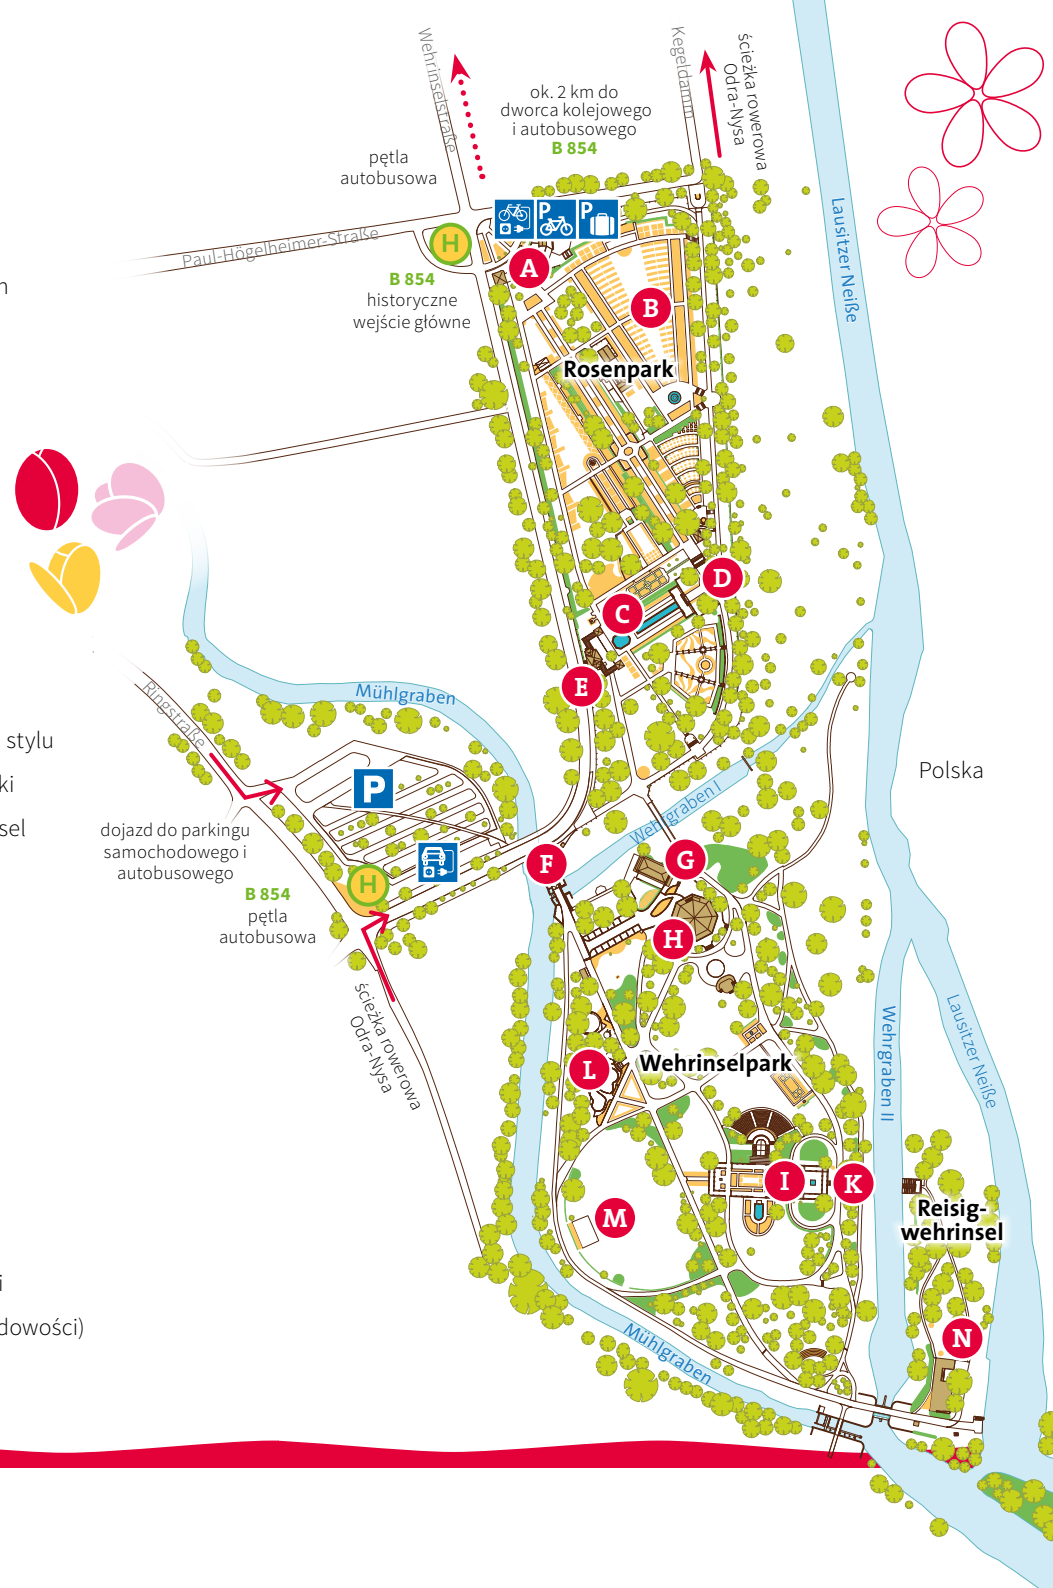 Wehrinselstraße
Kegeldamm
ścieżka rowerowa
Odra-Nysa
ok. 2 km do
dworca kolejowego
i autobusowego
B 854
pętla
autobusowa
P
P
H
Paul-Högelheimer-Straße
Lausitzer Neiße
A
B 854
historyczne
wejście główne
B
h
Rosenpark
D
C
E
Mühlgraben
Ringstraße
stylu
ki
sel
Polska
P
Wehrgraben I
dojazd do parkingu
samochodowego i
autobusowego
F
G
H
B 854
pętla
autobusowa
H
ścieżka rowerowa
Odra-Nysa
Wehrgraben II
Lausitzer Neiße
L
Wehrinselpark
I
K
M
Reisig-
wehrinsel
i
dowości)
Mühlgraben
N